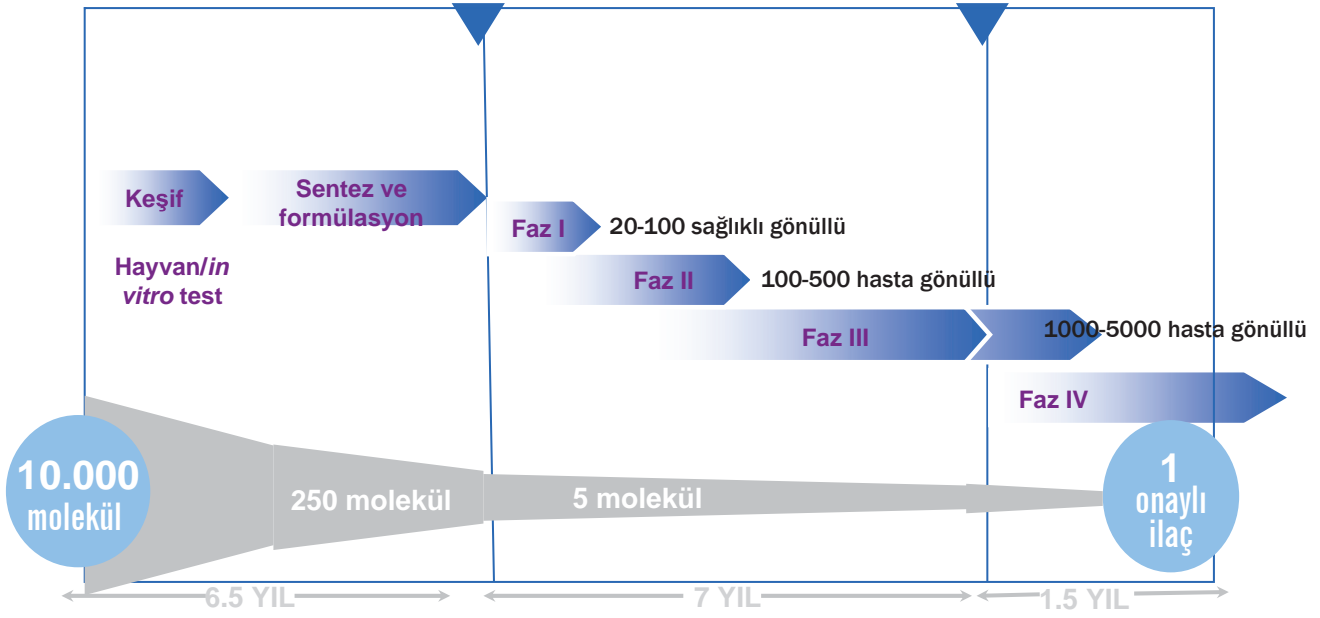 Keşif
Sentez ve
formülasyon
Hayvan/in
vitro test
Faz I
20-100 sağlıklı gönüllü
Faz II
100-500 hasta gönüllü
Faz III
1000-5000 hasta gönüllü
Faz IV
10.000
molekül
250 molekül
5 molekül
1
onaylı
ilaç
6.5 YIL
7 YIL
1.5 YIL